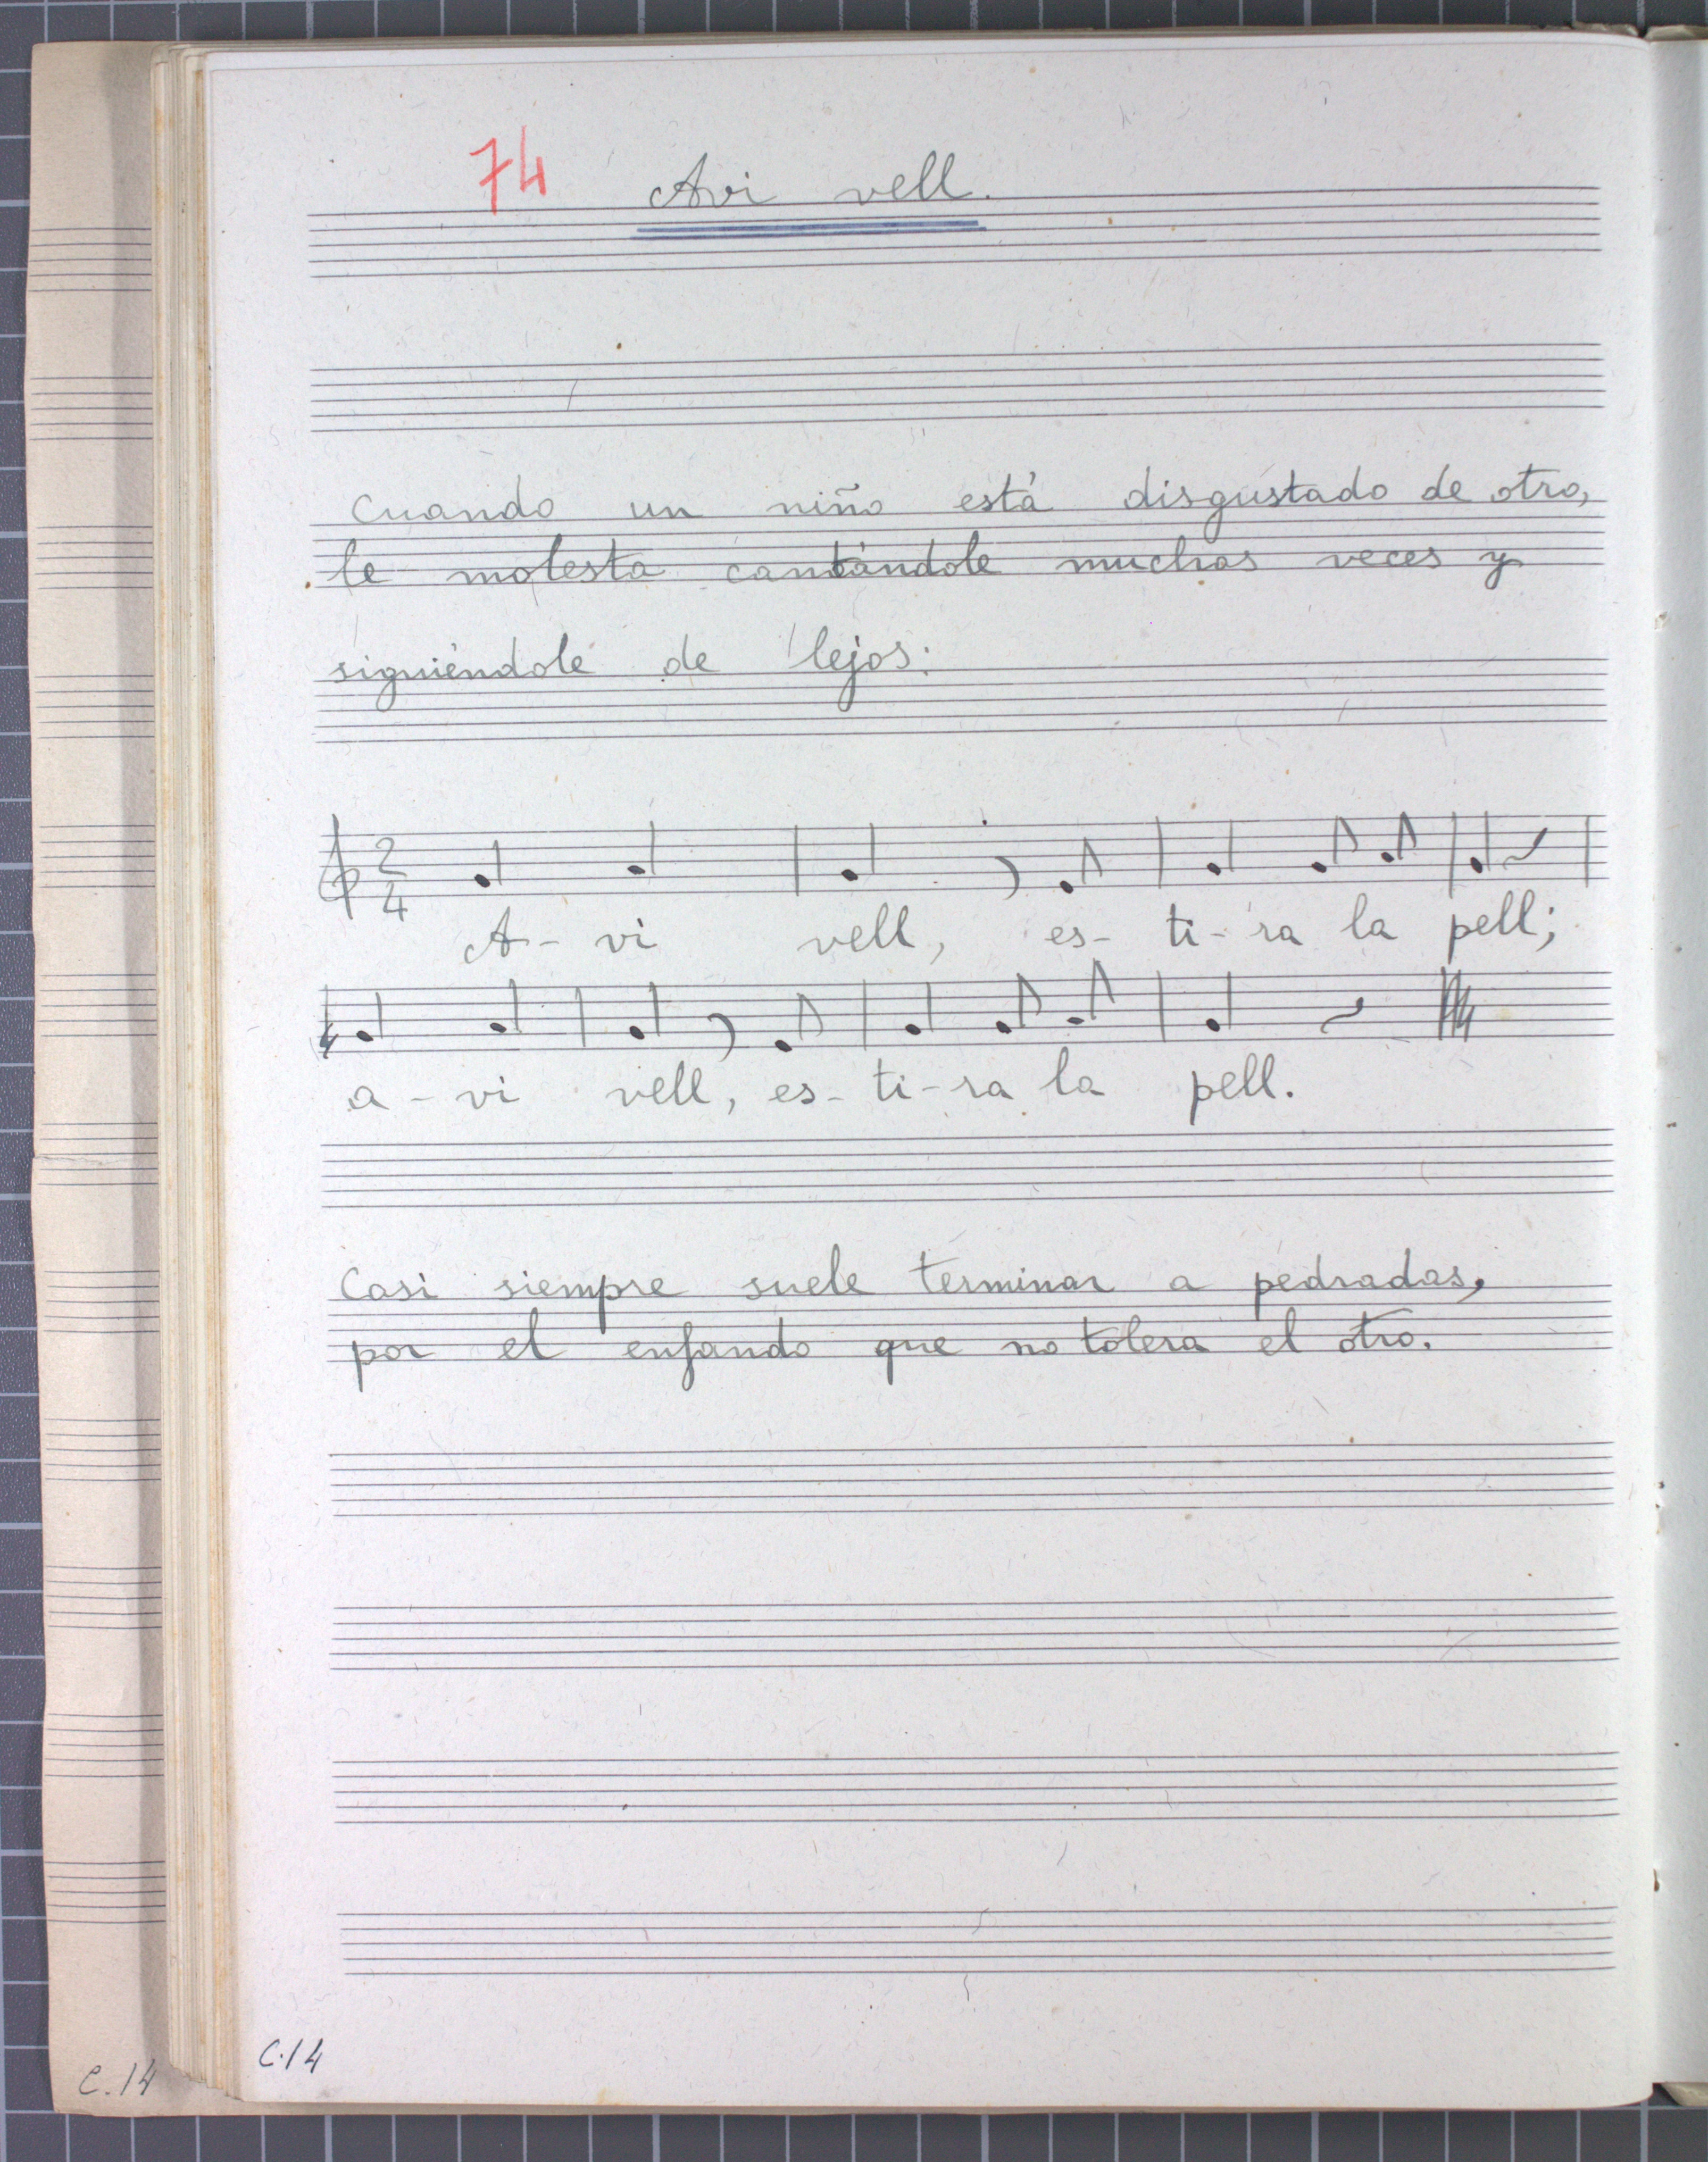 74 Avi vell.
Cuando un niño está disgustado de otro,
le molesta cantándole muchas veces y
siguiéndole de lejos:
2
4
A- vi vell, es- ti- ra la pell;
a - vi vell, es- ti - ra la pell.
Casi siempre suele terminar a pedradas,
por el enfando que no tolera el otro.
C.14
C.14